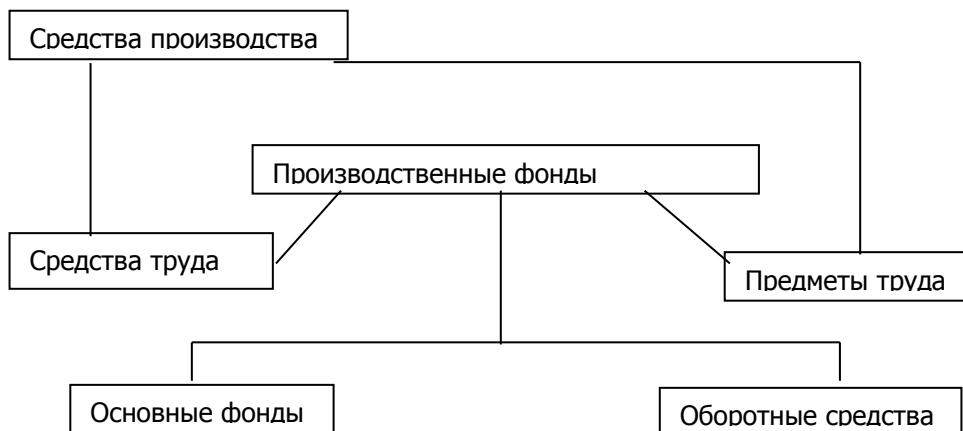 Средства производства
Производственные фонды
Средства труда
Предметы труда
Основные фонды
Оборотные средства